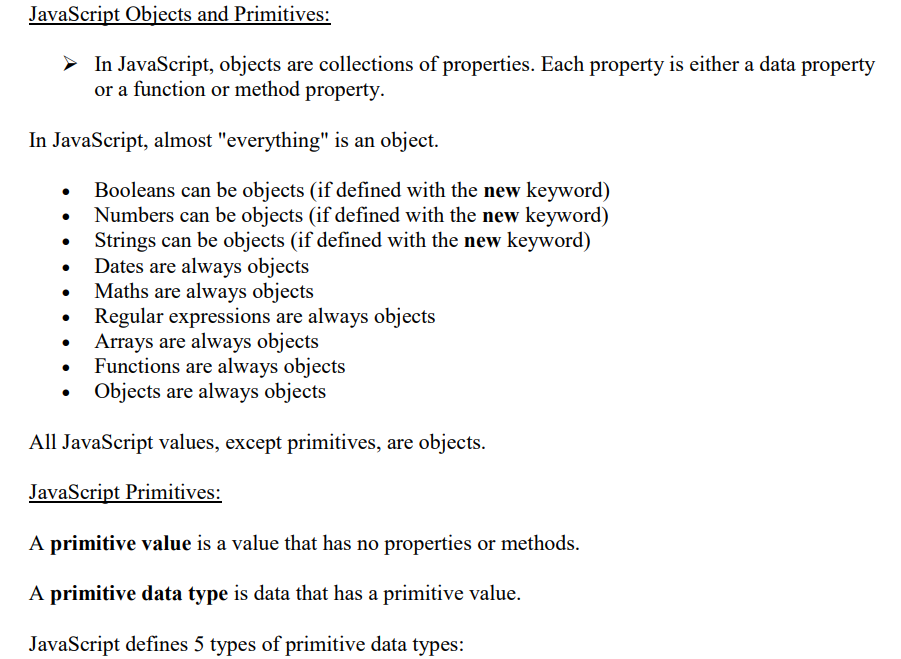 JavaScript Objects and Primitives:
➢ In JavaScript, objects are collections of properties. Each property is either a data property
or a function or method property.
In JavaScript, almost "everything" is an object.
• Booleans can be objects (if defined with the new keyword)
• Numbers can be objects (if defined with the new keyword)
• Strings can be objects (if defined with the new keyword)
• Dates are always objects
• Maths are always objects
• Regular expressions are always objects
• Arrays are always objects
• Functions are always objects
• Objects are always objects
All JavaScript values, except primitives, are objects.
JavaScript Primitives:
A primitive value is a value that has no properties or methods.
A primitive data type is data that has a primitive value.
JavaScript defines 5 types of primitive data types: